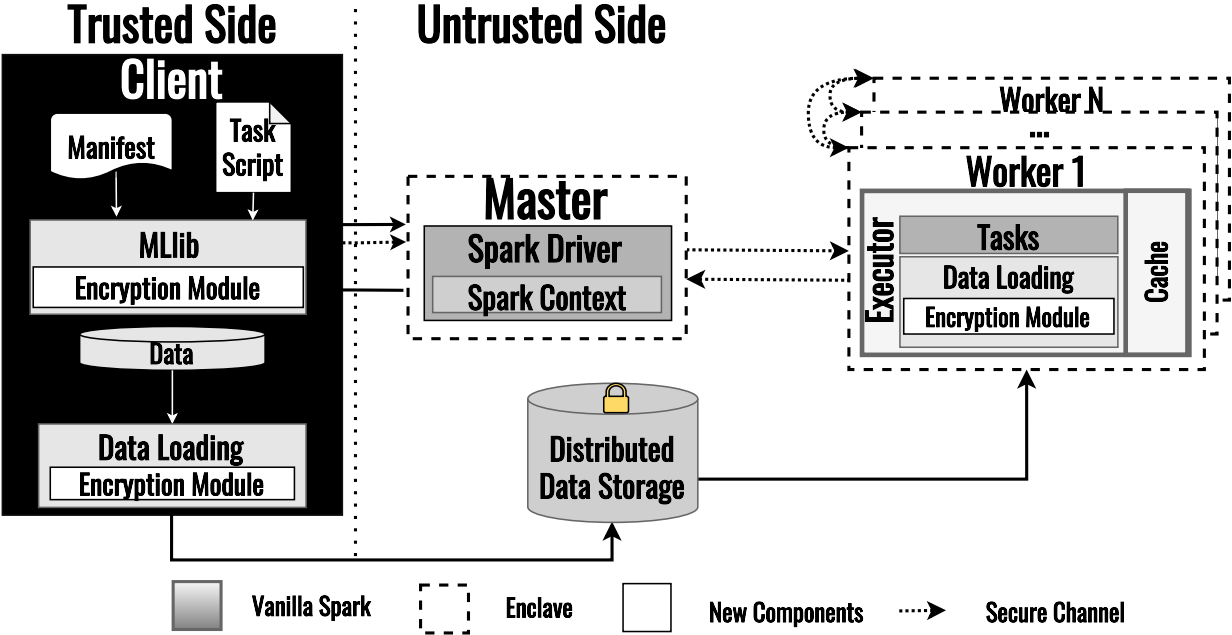 Trusted Side
Untrusted Side
Client
Manifest
Task
Script
MLlib
Encryption Module
Data
Data Loading
Encryption Module
Master
Spark Driver
Spark Context
Worker N
...
Worker 1
Executor
Tasks
Data Loading
Encryption Module
Cache
Distributed
Data Storage
Vanilla Spark
Enclave
New Components
Secure Channel